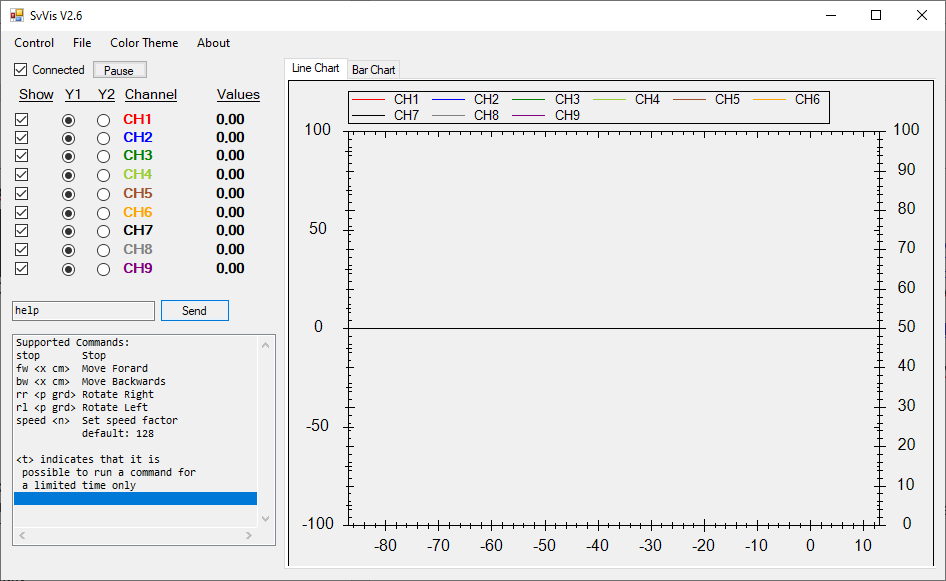 SvVis V2.6
Control File Color Theme About
Connected Pause
Show Y1 Y2 Channel Values
CH1 0.00
CH2 0.00
CH3 0.00
CH4 0.00
CH5 0.00
CH6 0.00
CH7 0.00
CH8 0.00
CH9 0.00
help Send
Supported Commands:
stop Stop
fw <x cm> Move Forard
bw <x cm> Move Backwards
rr <p grd> Rotate Right
rl <p grd> Rotate Left
speed <n> Set speed factor
default: 128
<t> indicates that it is
possible to run a command for
a limited time only
Line Chart Bar Chart
CH1 CH2 CH3 CH4 CH5 CH6
CH7 CH8 CH9
100 100
90
80
50 70
60
0 50
40
-50 30
20
10
-100 0
-80 -70 -60 -50 -40 -30 -20 -10 0 10